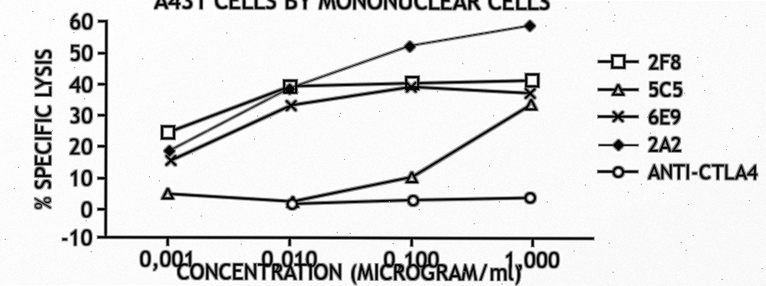 A431 CELLS BY MONONUCLEAR CELLS
60
50
40
30
20
10
0
-10
% SPECIFIC LYSIS
0,001 0,010 0,100 1,000
CONCENTRATION (MICROGRAM/ml)
2F8
5C5
6E9
2A2
ANTI-CTLA4